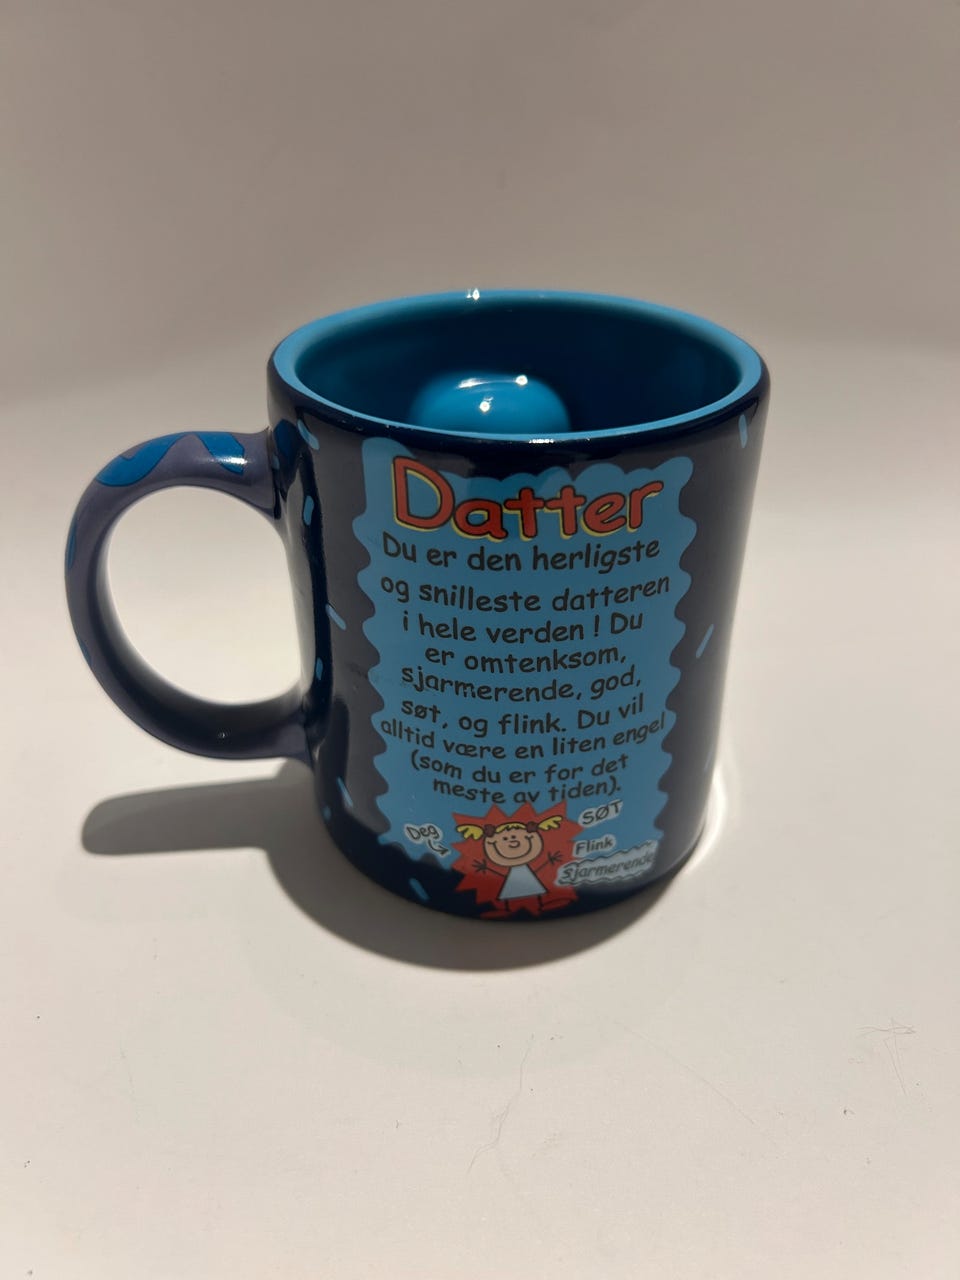 Datter
Du er den herligste
og snilleste datteren
i hele verden ! Du
er omtenksom,
sjarmerende, god,
søt, og flink. Du vil
alltid være en liten engel
(som du er for det
meste av tiden).
Deg
SØT
Flink
sjarmerende